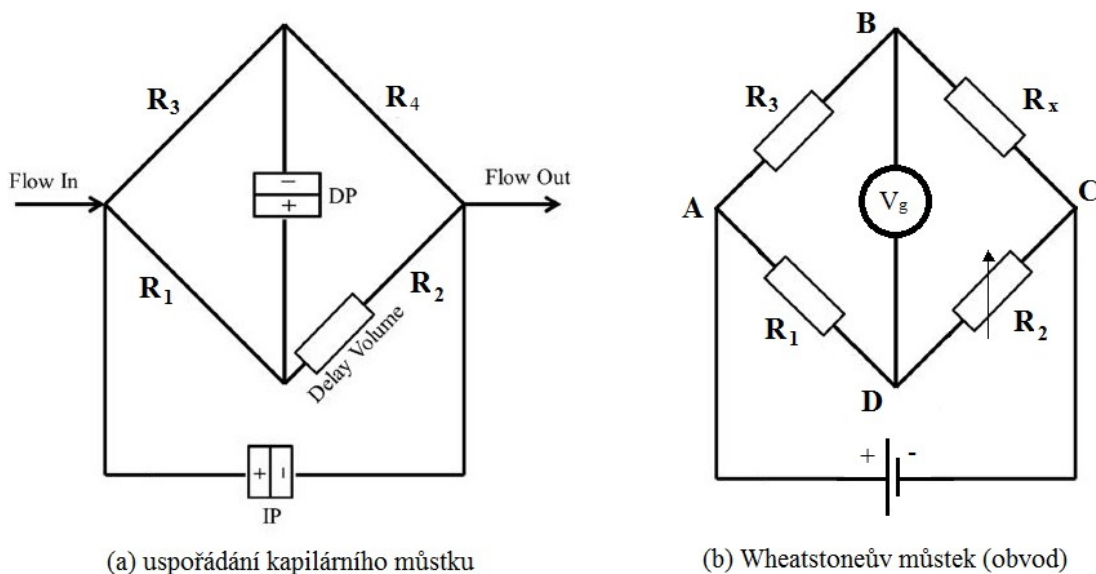 R3
R4
Flow In
DP
Flow Out
R1
R2
Delay Volume
IP
(a) uspořádání kapilárního můstku
B
R3
Rx
A
Vg
C
R1
R2
D
+ -
(b) Wheatstoneův můstek (obvod)